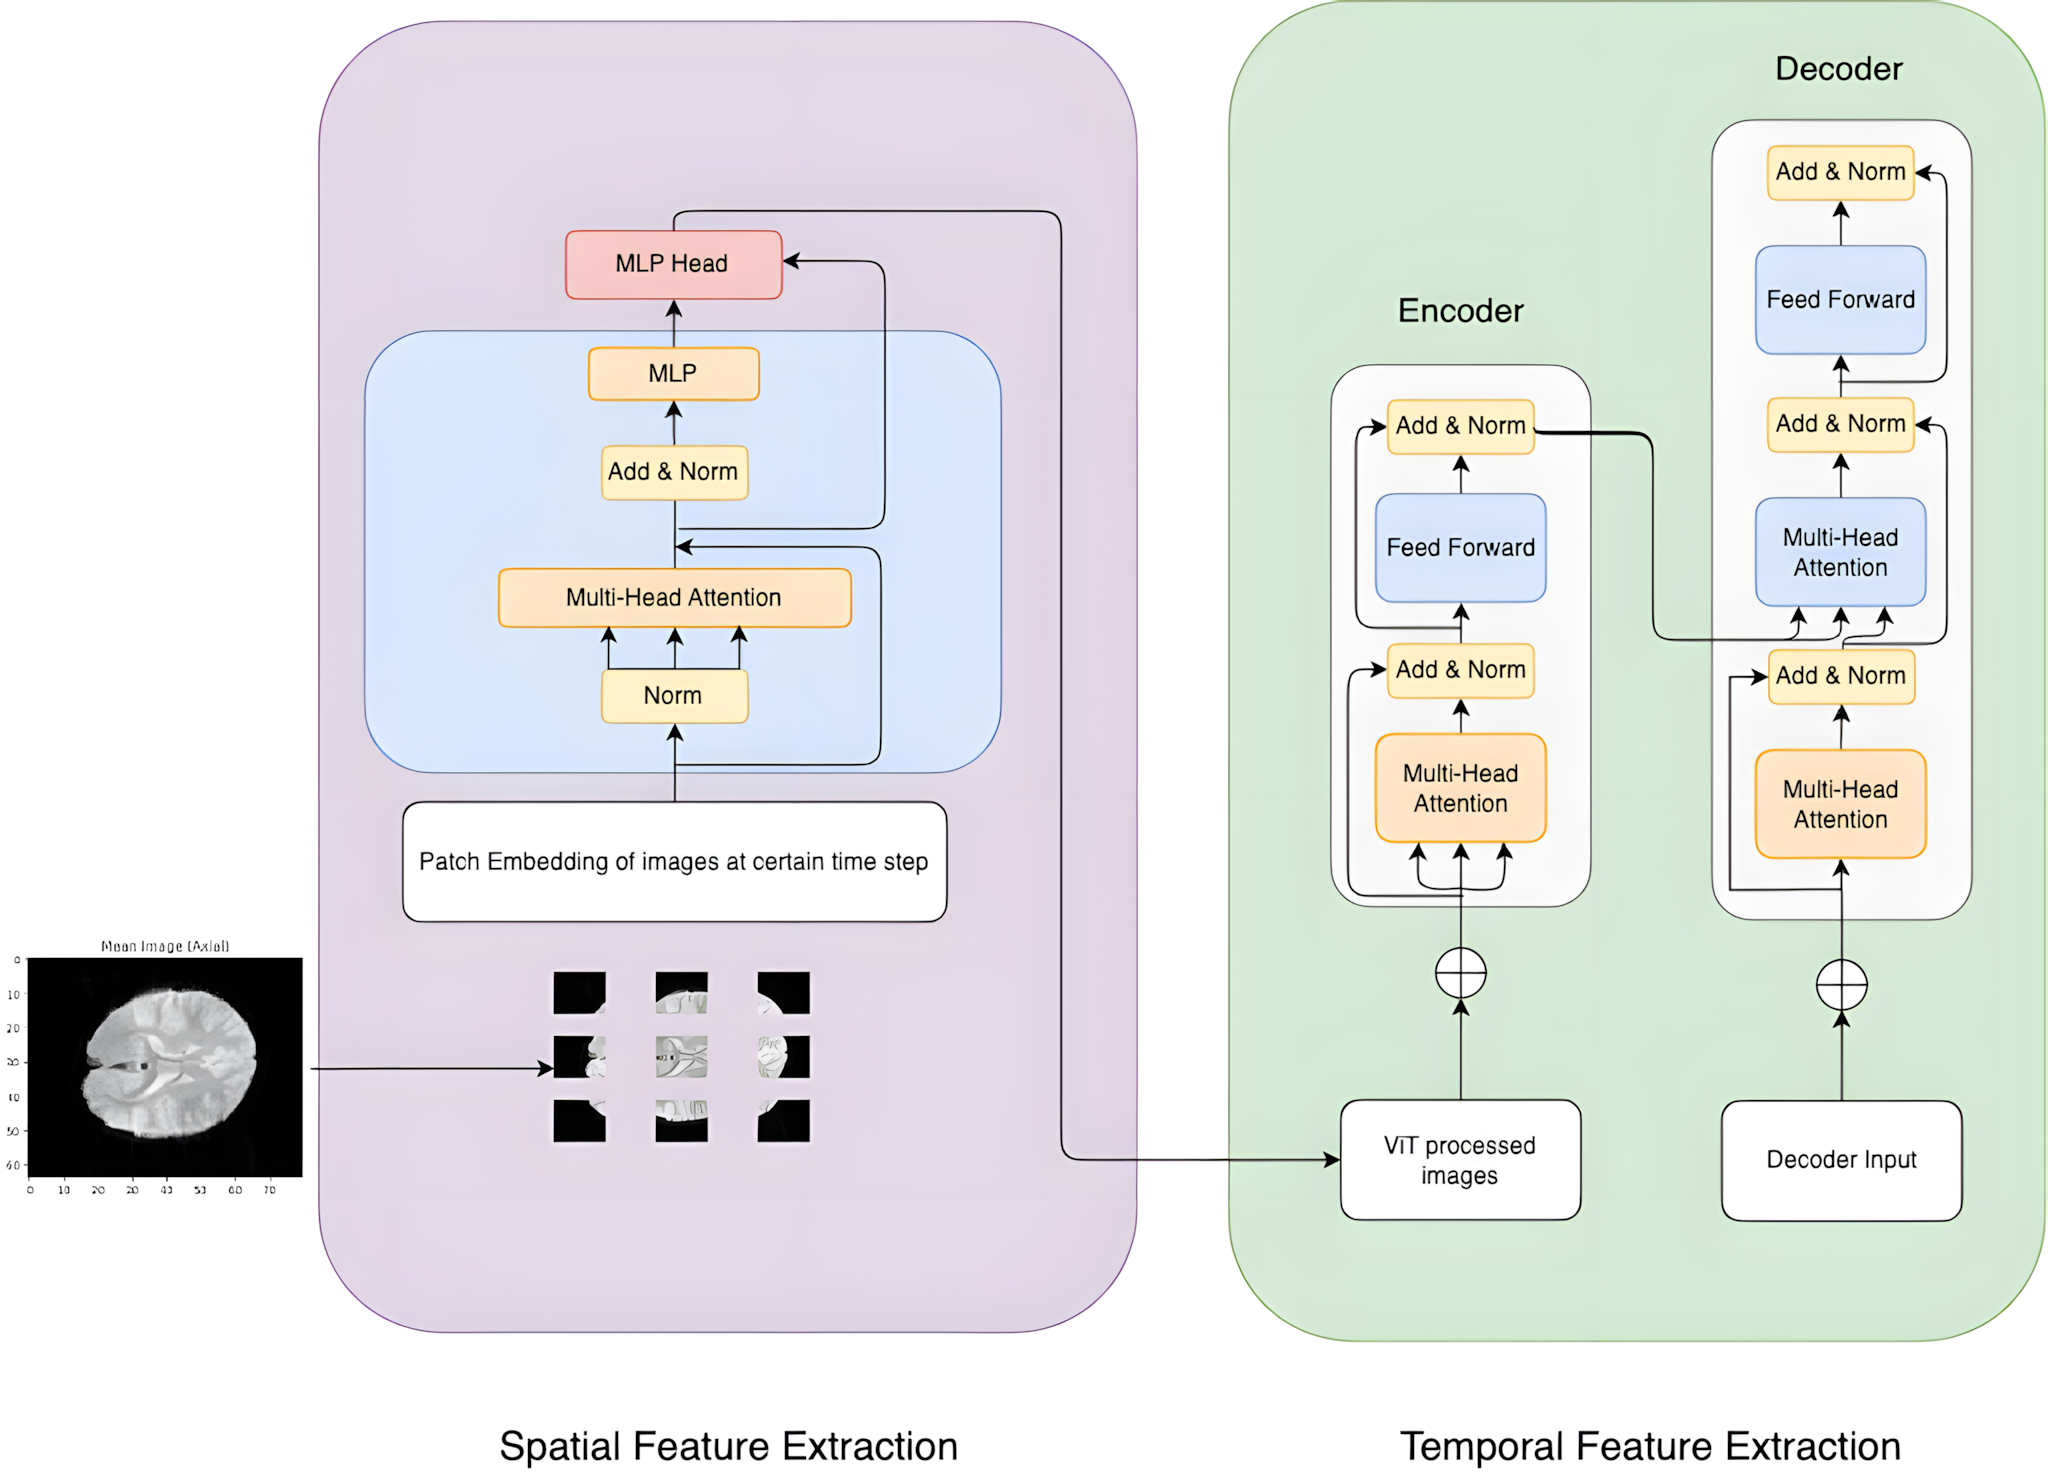 Decoder
Add & Norm
Feed Forward
Add & Norm
Multi-Head
Attention
Add & Norm
Multi-Head
Attention
Decoder Input
Encoder
Add & Norm
Feed Forward
Add & Norm
Multi-Head
Attention
ViT processed
images
MLP Head
MLP
Add & Norm
Multi-Head Attention
Norm
Patch Embedding of images at certain time step
Mean Image (Axial)
0
10
20
30
40
50
60
0 10 20 30 40 50 60 70
Spatial Feature Extraction
Temporal Feature Extraction